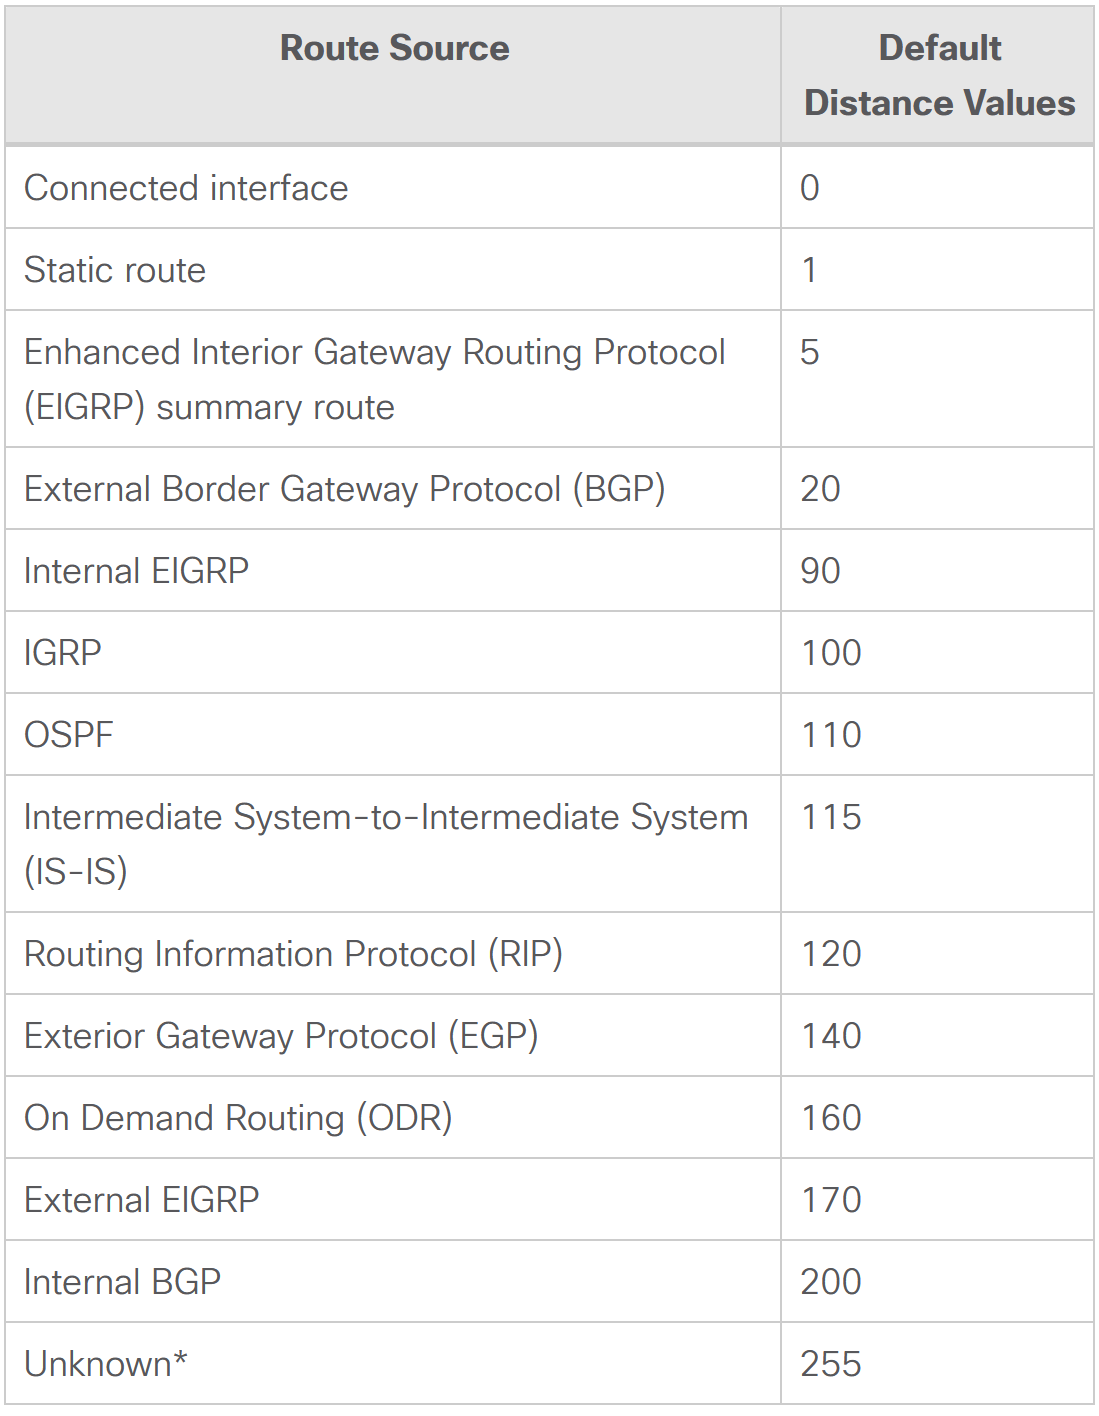 Route Source
Default
Distance Values
Connected interface
0
Static route
1
Enhanced Interior Gateway Routing Protocol
(EIGRP) summary route
5
External Border Gateway Protocol (BGP)
20
Internal EIGRP
90
IGRP
100
OSPF
110
Intermediate System-to-Intermediate System
(IS-IS)
115
Routing Information Protocol (RIP)
120
Exterior Gateway Protocol (EGP)
140
On Demand Routing (ODR)
160
External EIGRP
170
Internal BGP
200
Unknown*
255